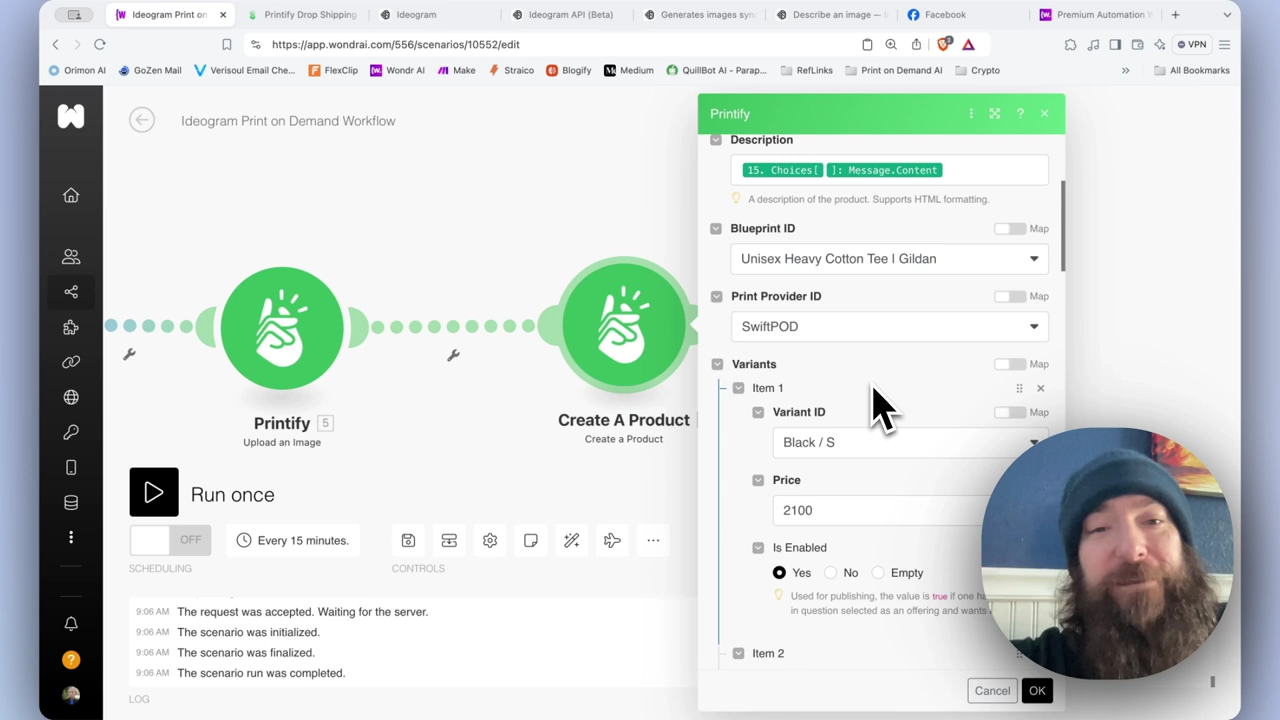 Ideogram Print on
Printify Drop Shipping
Ideogram
Ideogram API (Beta)
Generates images syn
Describe an image —
Facebook
Premium Automation W
https://app.wondrai.com/556/scenarios/10552/edit
VPN
Orimon AI
GoZen Mail
Verisoul Email Che...
FlexClip
Wondr AI
Make
Straico
Blogify
Medium
QuillBot AI - Parap...
RefLinks
Print on Demand AI
Crypto
All Bookmarks
Ideogram Print on Demand Workflow
Printify
Description
15. Choices[ ]: Message.Content
A description of the product. Supports HTML formatting.
Blueprint ID
Map
Unisex Heavy Cotton Tee | Gildan
Print Provider ID
Map
SwiftPOD
Variants
Map
Item 1
Variant ID
Map
Black / S
Price
2100
Is Enabled
Yes
No
Empty
Used for publishing, the value is true if one ha
in question selected as an offering and wants
Item 2
Cancel
OK
Printify 5
Upload an Image
Create A Product
Create a Product
Run once
OFF
Every 15 minutes.
SCHEDULING
CONTROLS
9:06 AM The request was accepted. Waiting for the server.
9:06 AM The scenario was initialized.
9:06 AM The scenario was finalized.
9:06 AM The scenario run was completed.
LOG